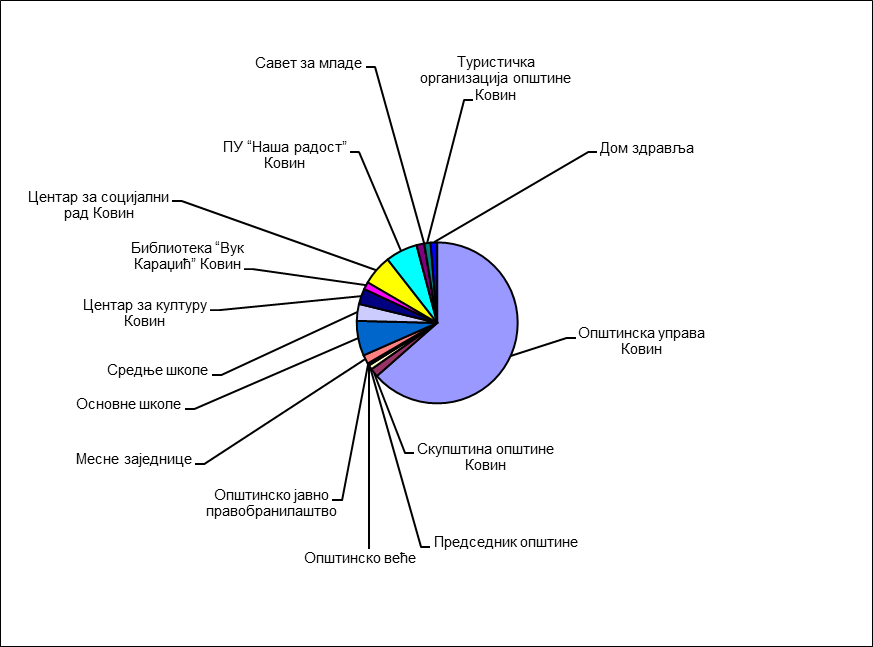 Савет за младе
Туристичка
организација општине
Ковин
ПУ “Наша радост”
Ковин
Дом здравља
Центар за социјални
рад Ковин
Библиотека “Вук
Караџић” Ковин
Центар за културу
Ковин
Општинска управа
Ковин
Средње школе
Основне школе
Месне заједнице
Скупштина општине
Ковин
Општинско јавно
правобранилаштво
Председник општине
Општинско веће